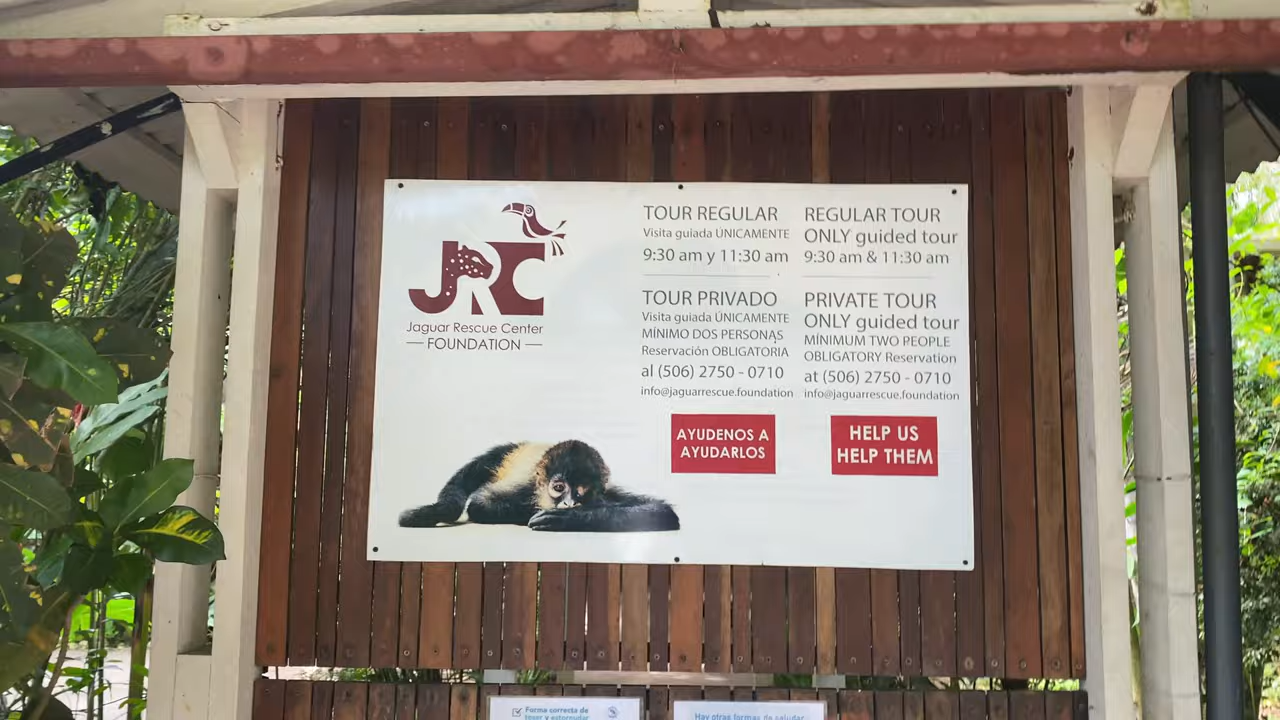 JRC
Jaguar Rescue Center
FOUNDATION
TOUR REGULAR
Visita guiada ÚNICAMENTE
9:30 am y 11:30 am
TOUR PRIVADO
Visita guiada ÚNICAMENTE
MÍNIMO DOS PERSONAS
Reservación OBLIGATORIA
al (506) 2750 - 0710
info@jaguarrescue.foundation
AYUDENOS A
AYUDARLOS
REGULAR TOUR
ONLY guided tour
9:30 am & 11:30 am
PRIVATE TOUR
ONLY guided tour
MINIMUM TWO PEOPLE
OBLIGATORY Reservation
at (506) 2750 - 0710
info@jaguarrescue.foundation
HELP US
HELP THEM
Forma correcta de
toser y estornudar
Hay otras formas de saludar